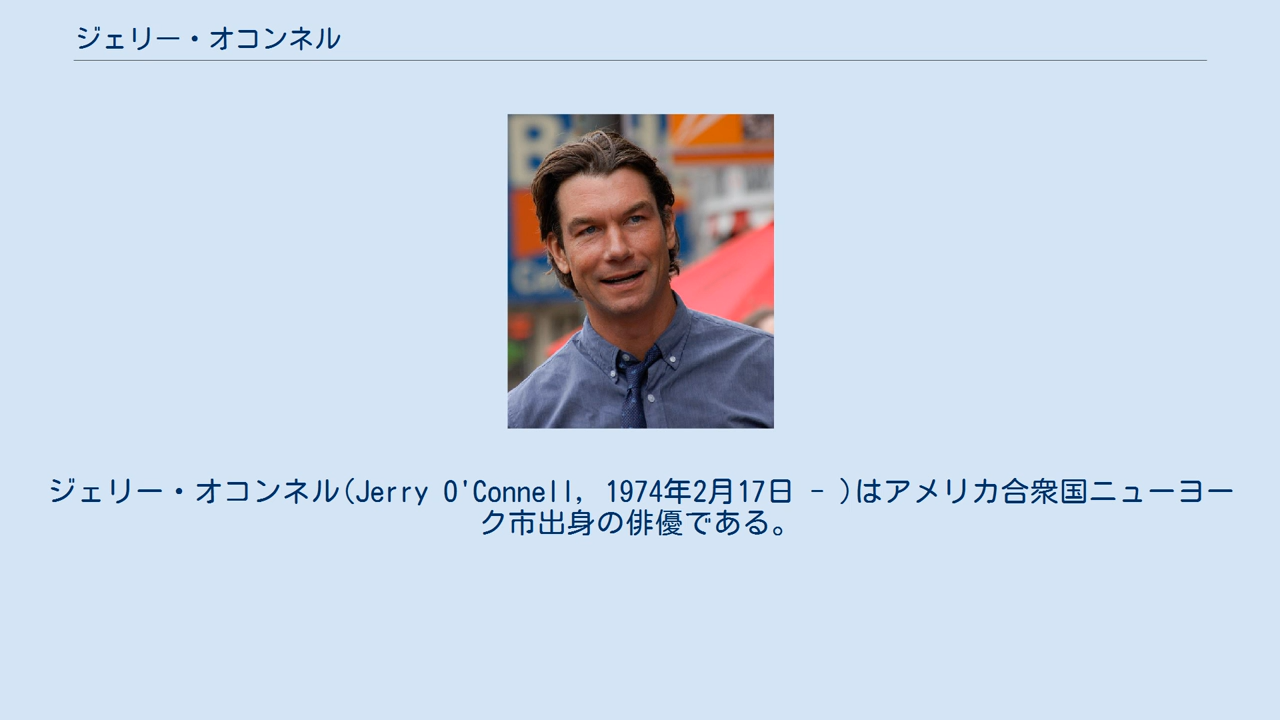 ジェリー・オコンネル
ジェリー・オコンネル(Jerry O'Connell, 1974年2月17日 - )はアメリカ合衆国ニューヨー
ク市出身の俳優である。